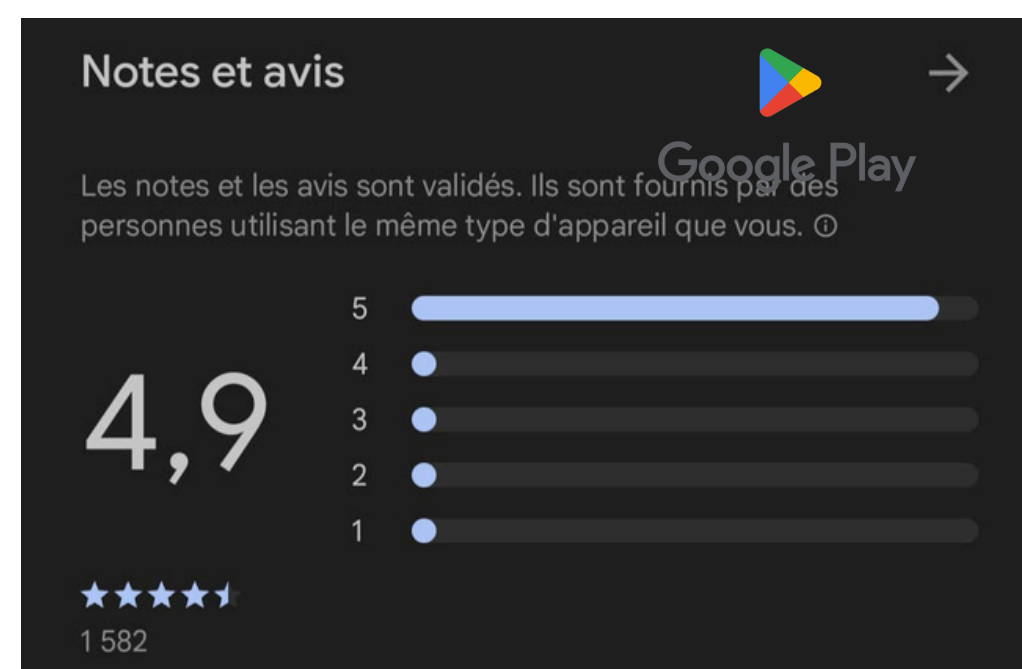 Notes et avis
Google Play
Les notes et les avis sont validés. Ils sont fournis par des
personnes utilisant le même type d'appareil que vous.
5
4
3
2
1
4,9
1 582